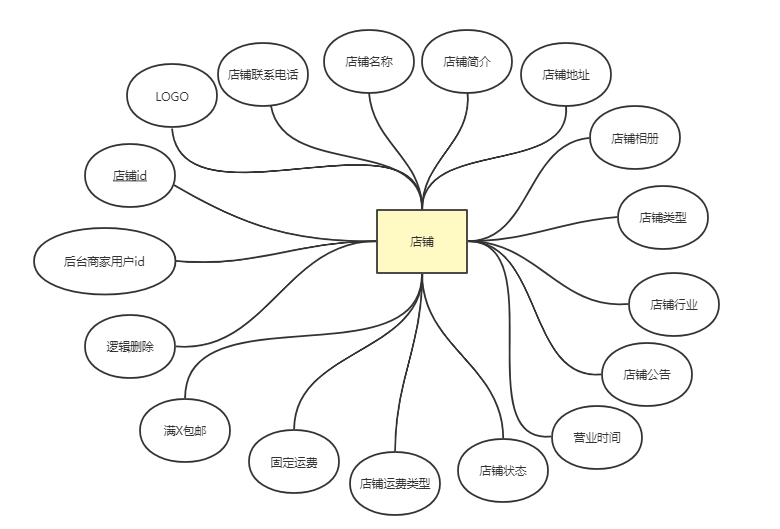 店铺名称
店铺简介
店铺联系电话
店铺地址
LOGO
店铺相册
店铺id
店铺类型
店铺
后台商家用户id
店铺行业
逻辑删除
店铺公告
满X包邮
营业时间
固定运费
店铺状态
店铺运费类型